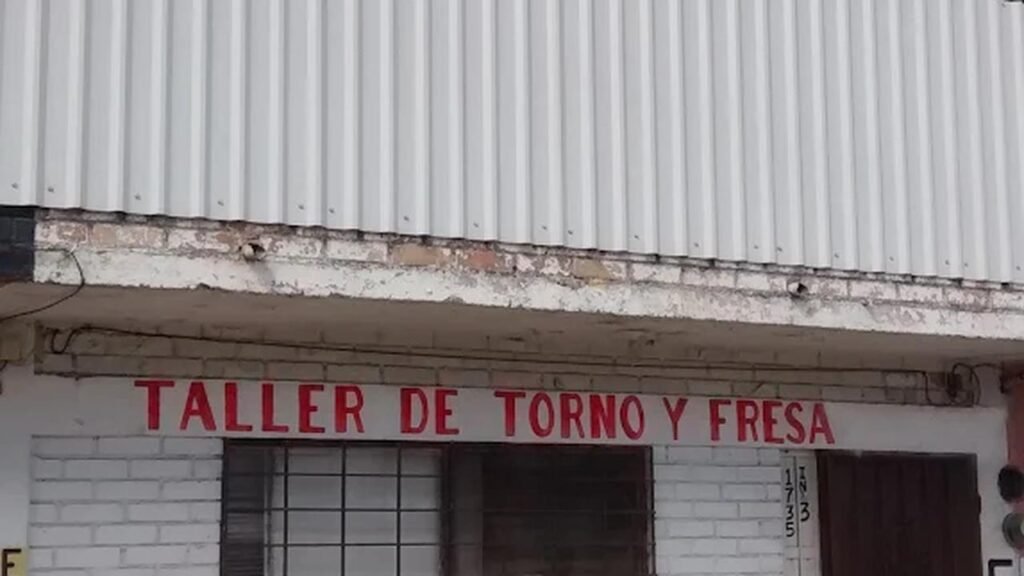 TALLER DE TORNO Y FRESA
1735
INT 3
F